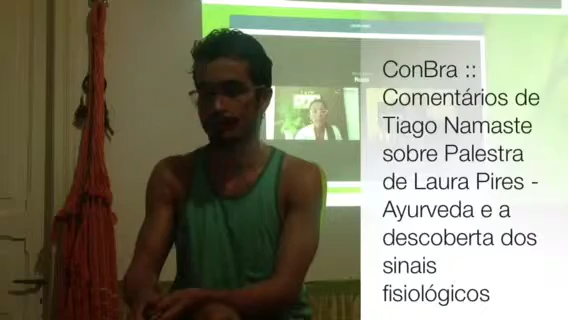 ConBra ::
Comentários de
Tiago Namaste
sobre Palestra
de Laura Pires -
Ayurveda e a
descoberta dos
sinais
fisiológicos